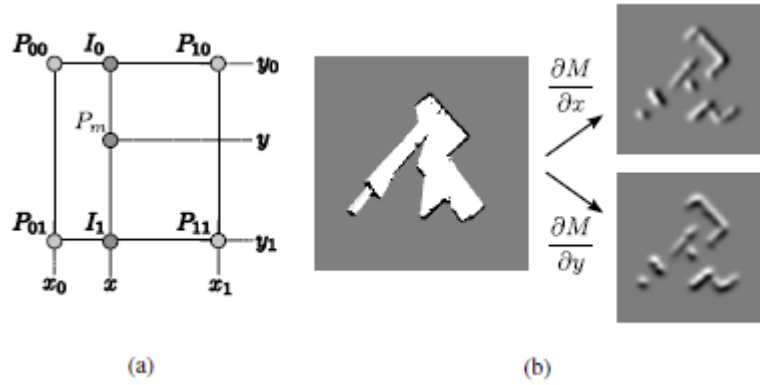 P₀₀ I₀ P₁₀ y₀
Pₘ y
P₀₁ I₁ P₁₁ y₁
x₀ x x₁
(a)
∂M
∂x
∂M
∂y
(b)